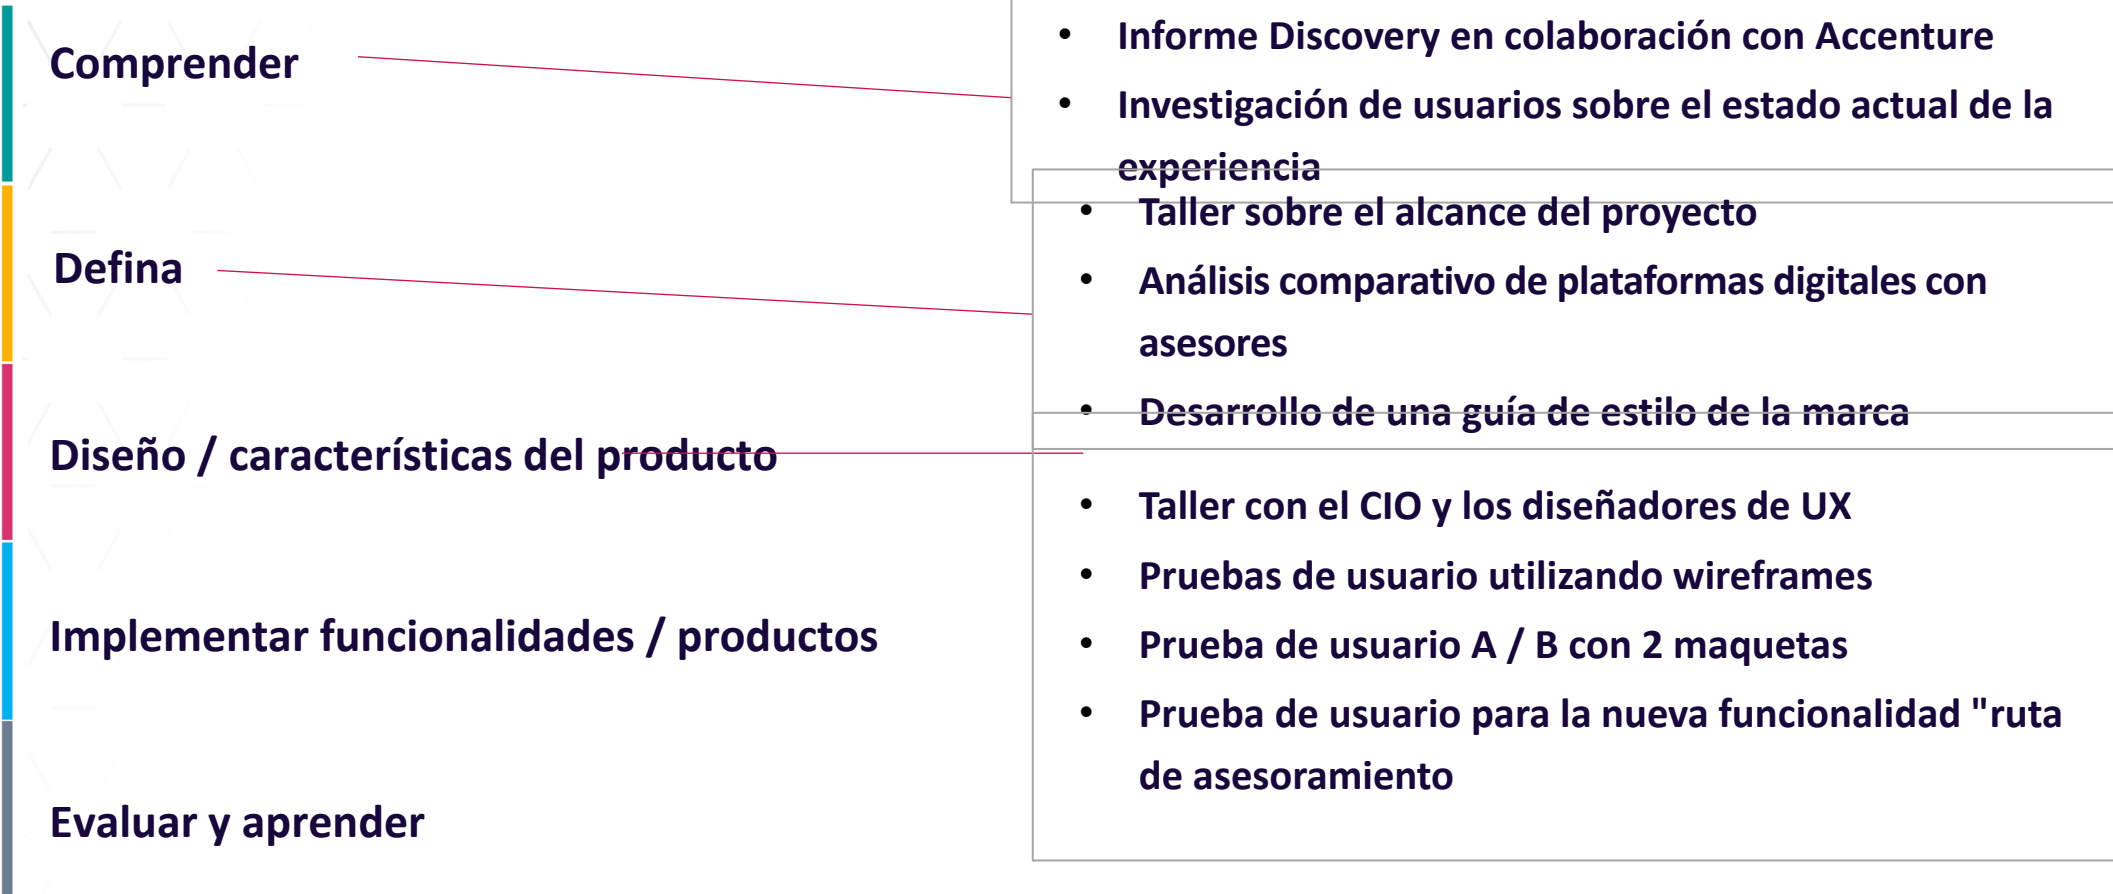 Comprender
• Informe Discovery en colaboración con Accenture
• Investigación de usuarios sobre el estado actual de la
experiencia
Defina
• Taller sobre el alcance del proyecto
• Análisis comparativo de plataformas digitales con
asesores
• Desarrollo de una guía de estilo de la marca
Diseño / características del producto
• Taller con el CIO y los diseñadores de UX
• Pruebas de usuario utilizando wireframes
• Prueba de usuario A / B con 2 maquetas
• Prueba de usuario para la nueva funcionalidad "ruta
de asesoramiento
Implementar funcionalidades / productos
Evaluar y aprender